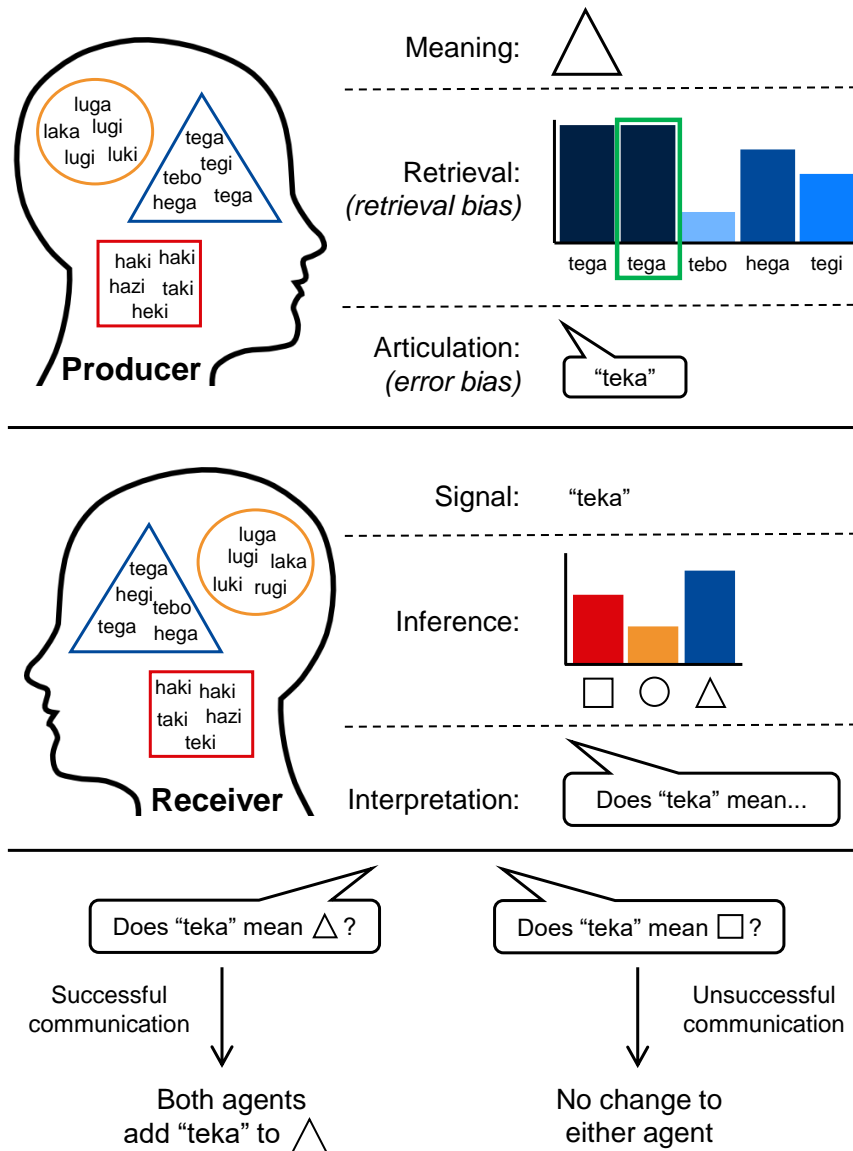 Meaning:
luga
laka lugi
lugi luki
tega
tegi
tebo
hega tega
Retrieval:
(retrieval bias)
tega tega tebo hega tegi
haki haki
hazi taki
heki
Producer
Articulation:
(error bias)
“teka”
Signal: “teka”
tega
hegi
tebo
tega hega
luga
lugi laka
luki rugi
Inference:
haki haki
taki hazi
teki
Receiver
Interpretation:
Does “teka” mean...
Does “teka” mean ?
Does “teka” mean ?
Successful
communication
Unsuccessful
communication
Both agents
add “teka” to
No change to
either agent